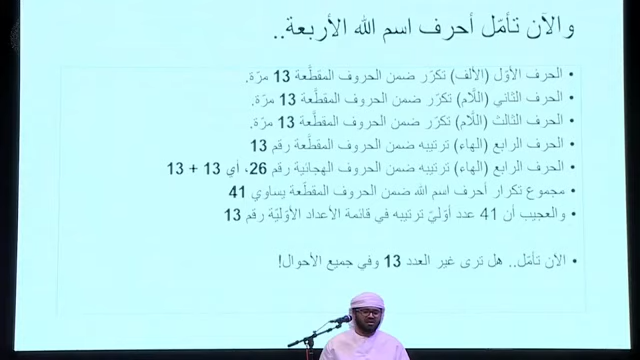 والآن تأمّل أحرف اسم الله الأربعة..
• الحرف الأوّل (الألف) تكرّر ضمن الحروف المقطَّعة 13 مرّة.
• الحرف الثاني (اللَّام) تكرّر ضمن الحروف المقطَّعة 13 مرّة.
• الحرف الثالث (اللَّام) تكرّر ضمن الحروف المقطَّعة 13 مرّة.
• الحرف الرابع (الهاء) ترتيبه ضمن الحروف المقطَّعة رقم 13
• الحرف الرابع (الهاء) ترتيبه ضمن الحروف الهجائية رقم 26، أي 13 + 13
• مجموع تكرار أحرف اسم الله ضمن الحروف المقطّعة يساوي 41
• والعجيب أن 41 عدد أوّليّ ترتيبه في قائمة الأعداد الأوّليّة رقم 13
• الآن تأمّل.. هل ترى غير العدد 13 وفي جميع الأحوال!